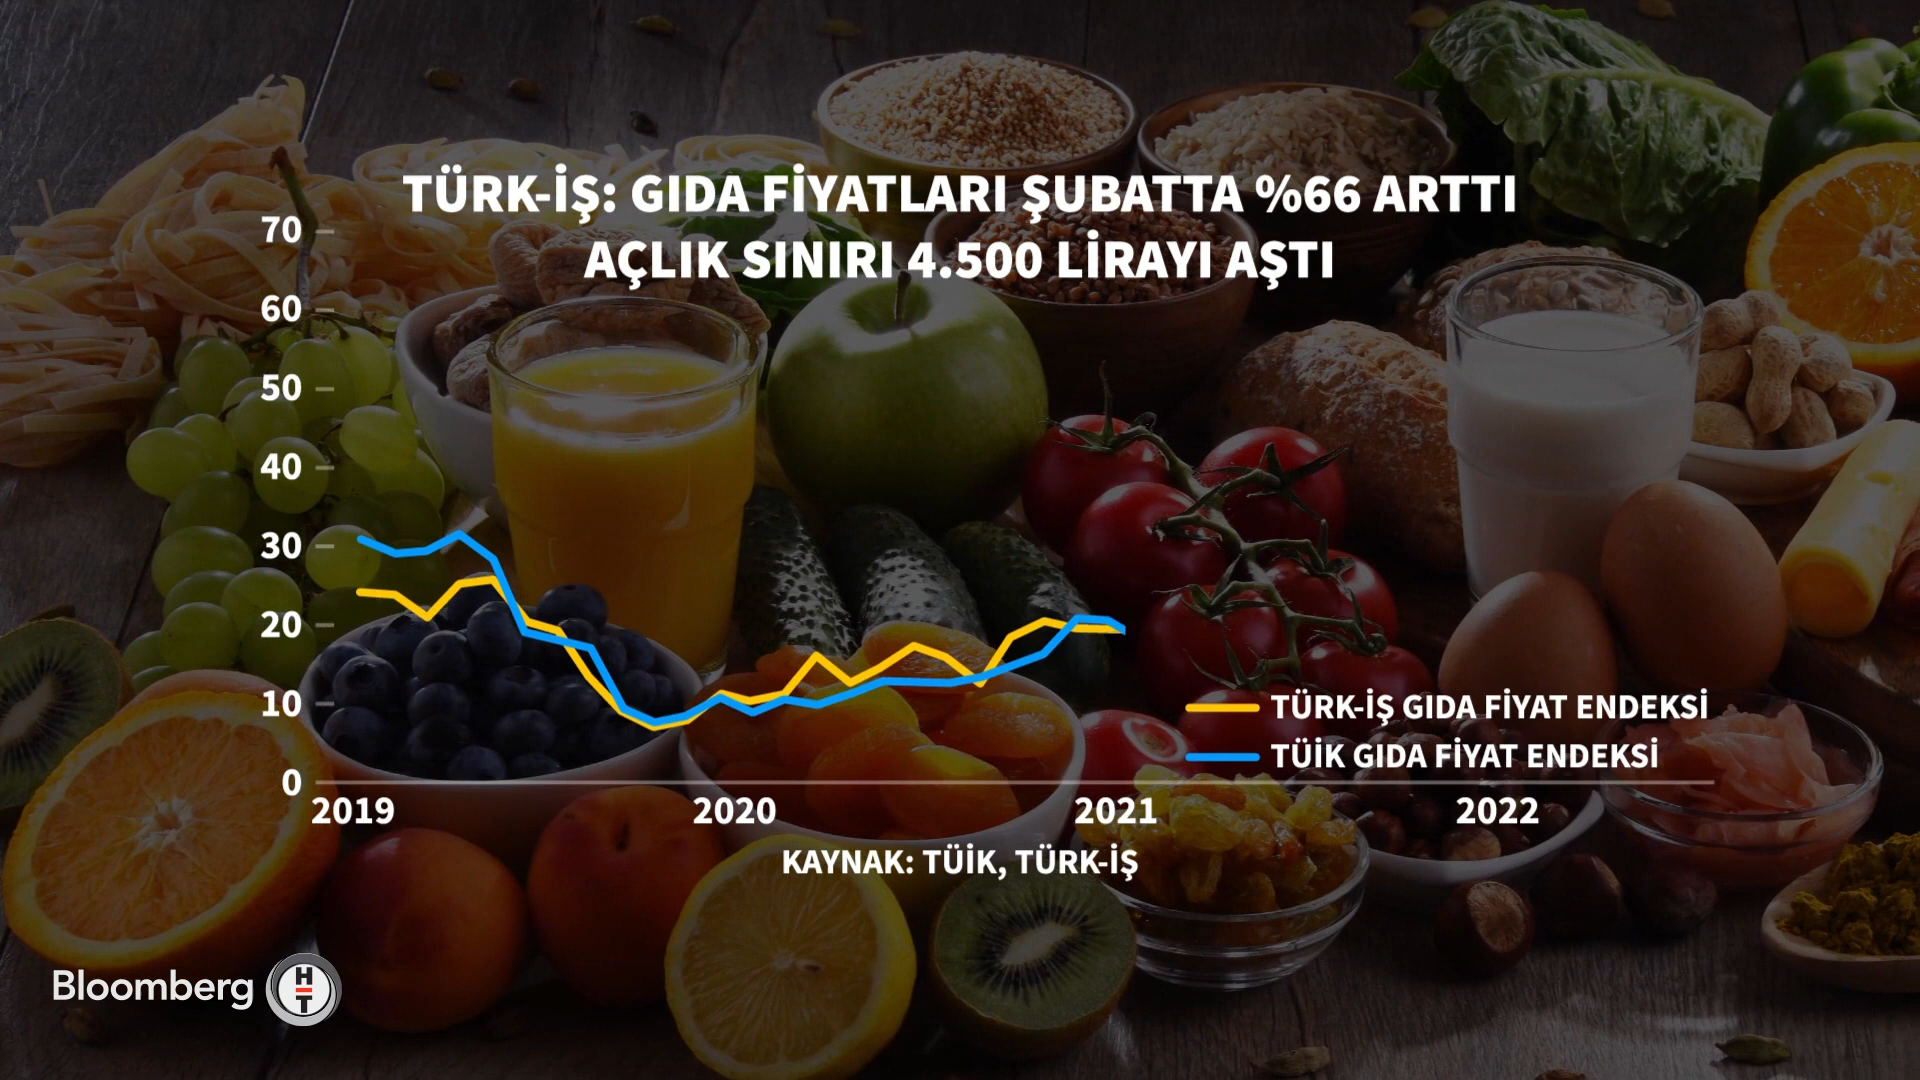 TÜRK-İŞ: GIDA FİYATLARI ŞUBATTA %66 ARTTI
AÇLIK SINIRI 4.500 LİRAYI AŞTI
70
60
50
40
30
20
10
0
TÜRK-İŞ GIDA FİYAT ENDEKSİ
TÜİK GIDA FİYAT ENDEKSİ
2019 2020 2021 2022
KAYNAK: TÜİK, TÜRK-İŞ
Bloomberg HT